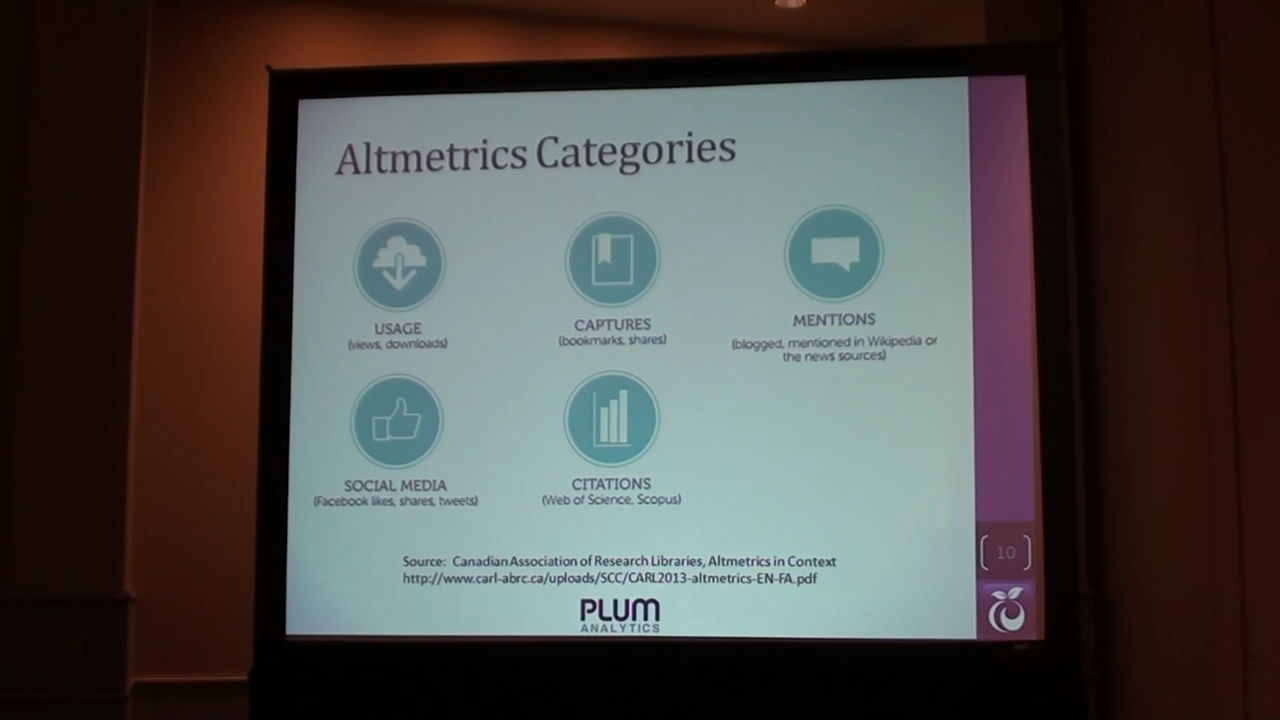 Altmetrics Categories
USAGE
(views, downloads)
CAPTURES
(bookmarks, shares)
MENTIONS
(blogged, mentioned in Wikipedia or
the news sources)
SOCIAL MEDIA
(Facebook likes, shares, tweets)
CITATIONS
(Web of Science, Scopus)
Source: Canadian Association of Research Libraries, Altmetrics in Context
http://www.carl-abrc.ca/uploads/SCC/CARL2013-altmetrics-EN-FA.pdf
10
PLUM
ANALYTICS